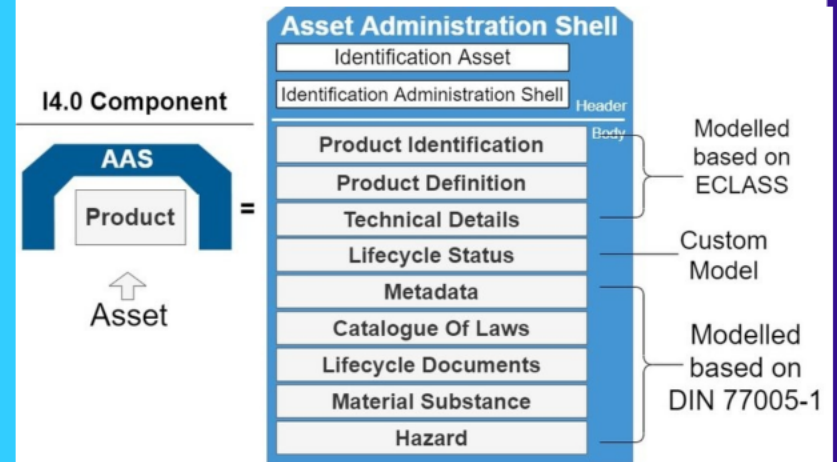 Asset Administration Shell
Identification Asset
Identification Administration Shell
Header
I4.0 Component
AAS
Product
=
Asset
Body
Product Identification
Product Definition
Technical Details
Lifecycle Status
Metadata
Catalogue Of Laws
Lifecycle Documents
Material Substance
Hazard
Modelled
based on
ECLASS
Custom
Model
Modelled
based on
DIN 77005-1